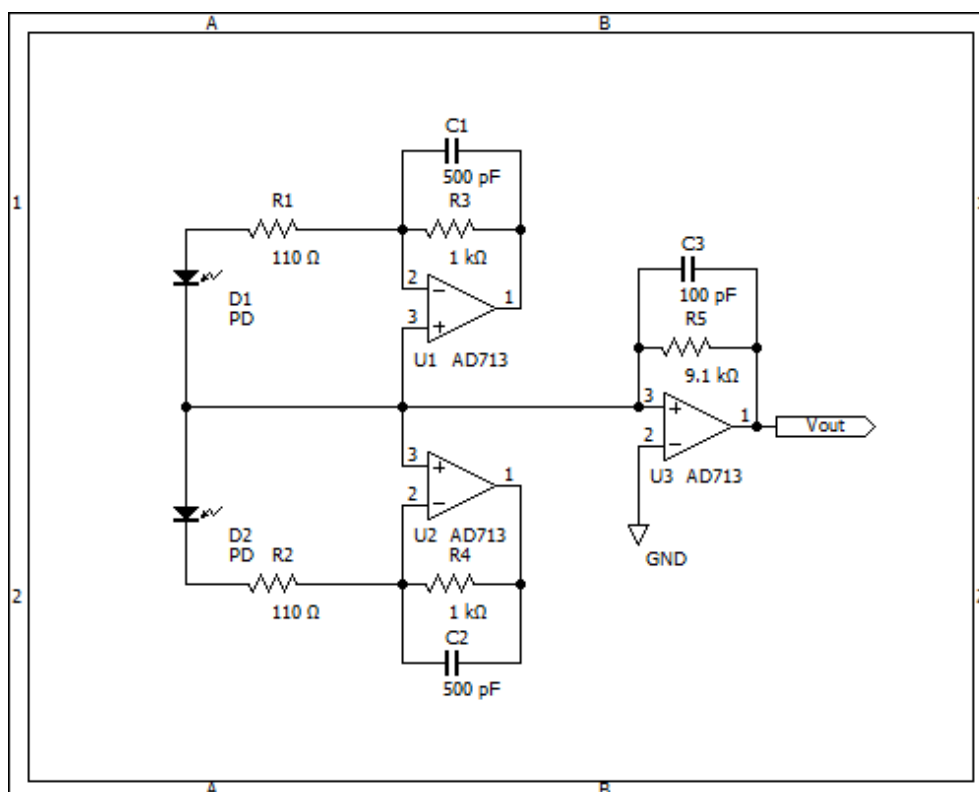 A
B
C1
500 pF
1
R1
R3
110 Ω
1 kΩ
C3
2
1
100 pF
D1
PD
3
R5
U1 AD713
9.1 kΩ
3
1
Vout
3
1
2
U3 AD713
2
D2
U2 AD713
GND
PD
R2
R4
2
110 Ω
1 kΩ
C2
500 pF
A
B